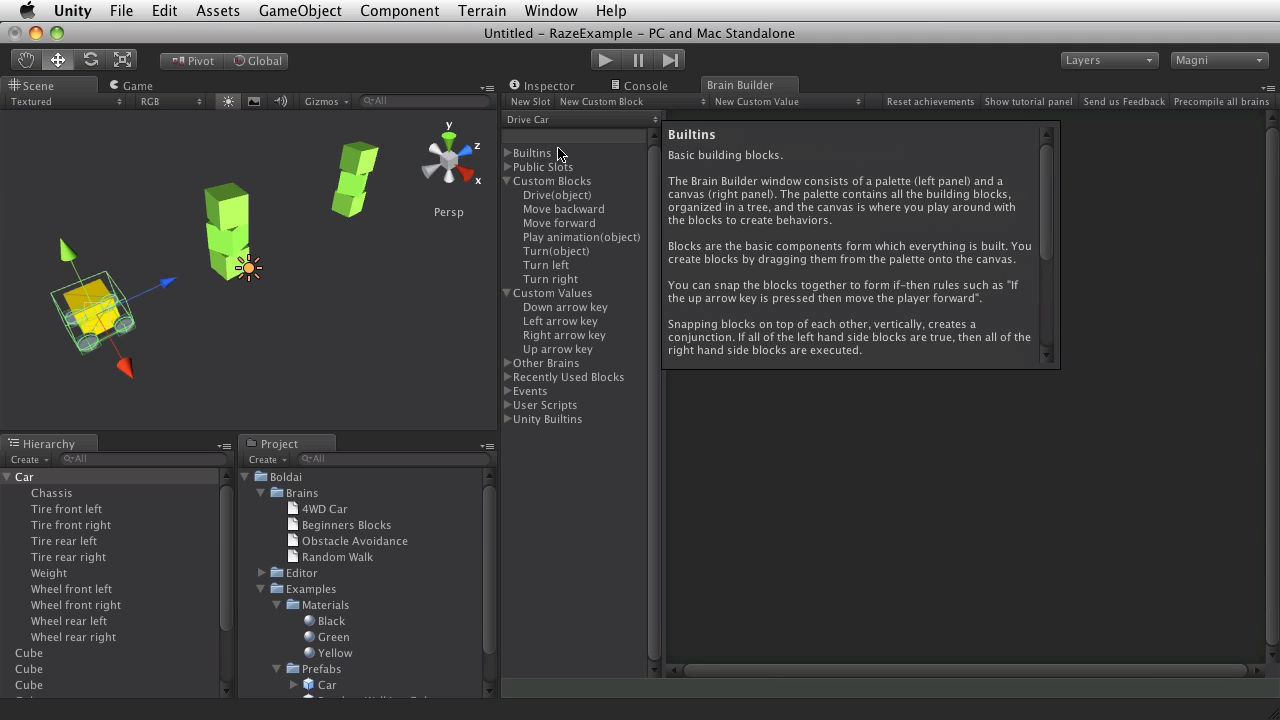 Unity File Edit Assets GameObject Component Terrain Window Help
Untitled - RazeExample - PC and Mac Standalone
Pivot Global Layers Magni
Scene Game Inspector Console Brain Builder
Textured RGB Gizmos All New Slot New Custom Block New Custom Value Reset achievements Show tutorial panel Send us Feedback Precompile all brains
y
z
x
Persp
Drive Car
Builtins
Public Slots
Custom Blocks
Drive(object)
Move backward
Move forward
Play animation(object)
Turn(object)
Turn left
Turn right
Custom Values
Down arrow key
Left arrow key
Right arrow key
Up arrow key
Other Brains
Recently Used Blocks
Events
User Scripts
Unity Builtins
Builtins
Basic building blocks.
The Brain Builder window consists of a palette (left panel) and a
canvas (right panel). The palette contains all the building blocks,
organized in a tree, and the canvas is where you play around with
the blocks to create behaviors.
Blocks are the basic components form which everything is built. You
create blocks by dragging them from the palette onto the canvas.
You can snap the blocks together to form if-then rules such as "If
the up arrow key is pressed then move the player forward".
Snapping blocks on top of each other, vertically, creates a
conjunction. If all of the left hand side blocks are true, then all of the
right hand side blocks are executed.
Hierarchy
Create All
Car
Chassis
Tire front left
Tire front right
Tire rear left
Tire rear right
Weight
Wheel front left
Wheel front right
Wheel rear left
Wheel rear right
Cube
Cube
Cube
Project
Create All
Boldai
Brains
4WD Car
Beginners Blocks
Obstacle Avoidance
Random Walk
Editor
Examples
Materials
Black
Green
Yellow
Prefabs
Car